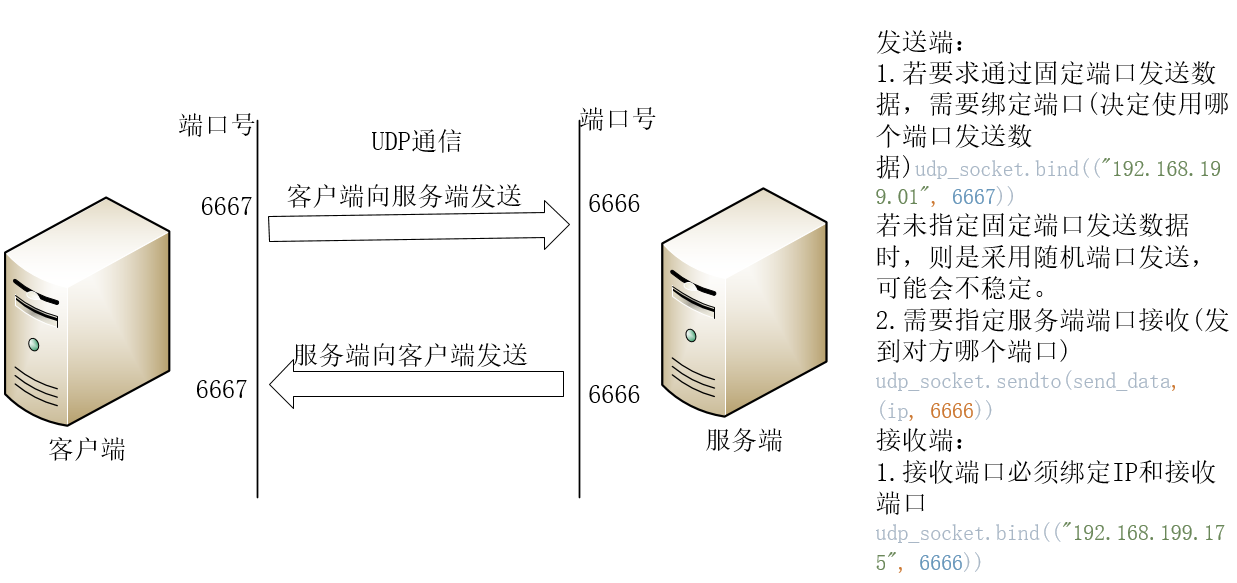 端口号
UDP通信
端口号
6667
客户端向服务端发送
6666
服务端向客户端发送
6667
6666
客户端
服务端
发送端:
1.若要求通过固定端口发送数
据，需要绑定端口(决定使用哪
个端口发送数
据)udp_socket.bind(("192.168.19
9.01", 6667))
若未指定固定端口发送数据
时，则是采用随机端口发送，
可能会不稳定。
2.需要指定服务端端口接收(发
到对方哪个端口)
udp_socket.sendto(send_data,
(ip, 6666))
接收端:
1.接收端口必须绑定IP和接收
端口
udp_socket.bind(("192.168.199.17
5", 6666))